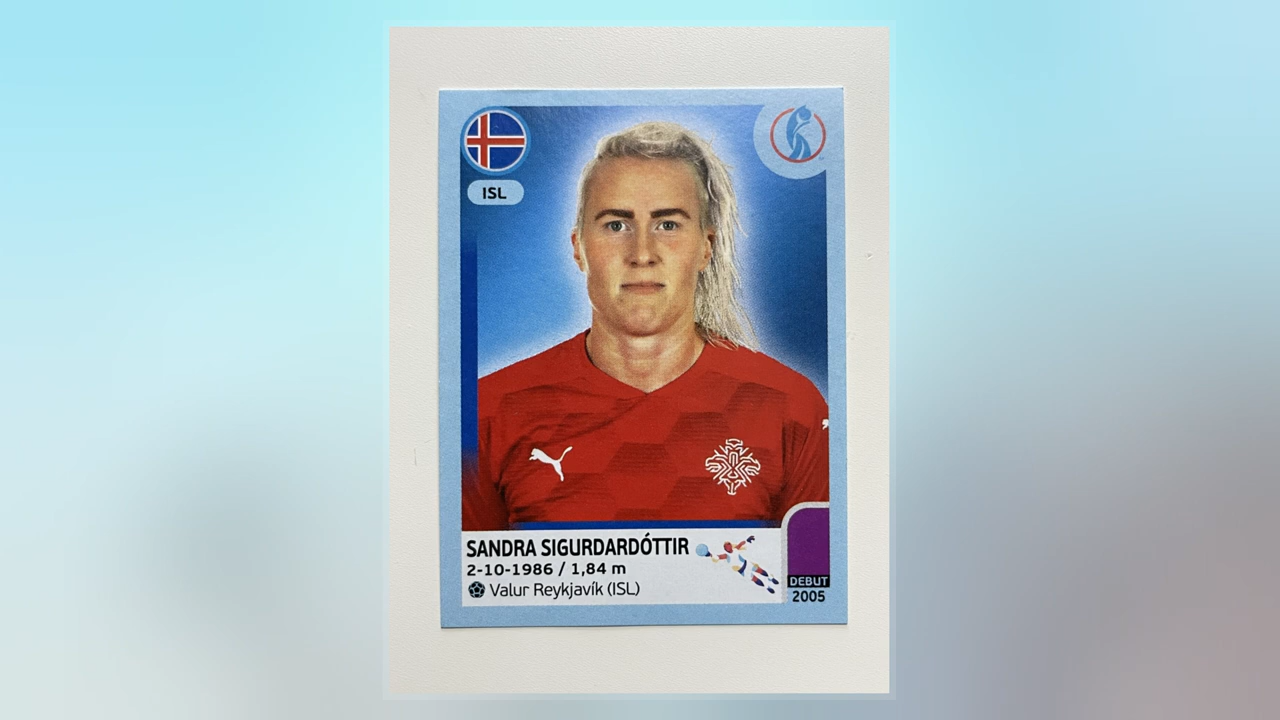 ISL
SANDRA SIGURDARDÓTTIR
2-10-1986 / 1,84 m
Valur Reykjavík (ISL)
DEBUT
2005